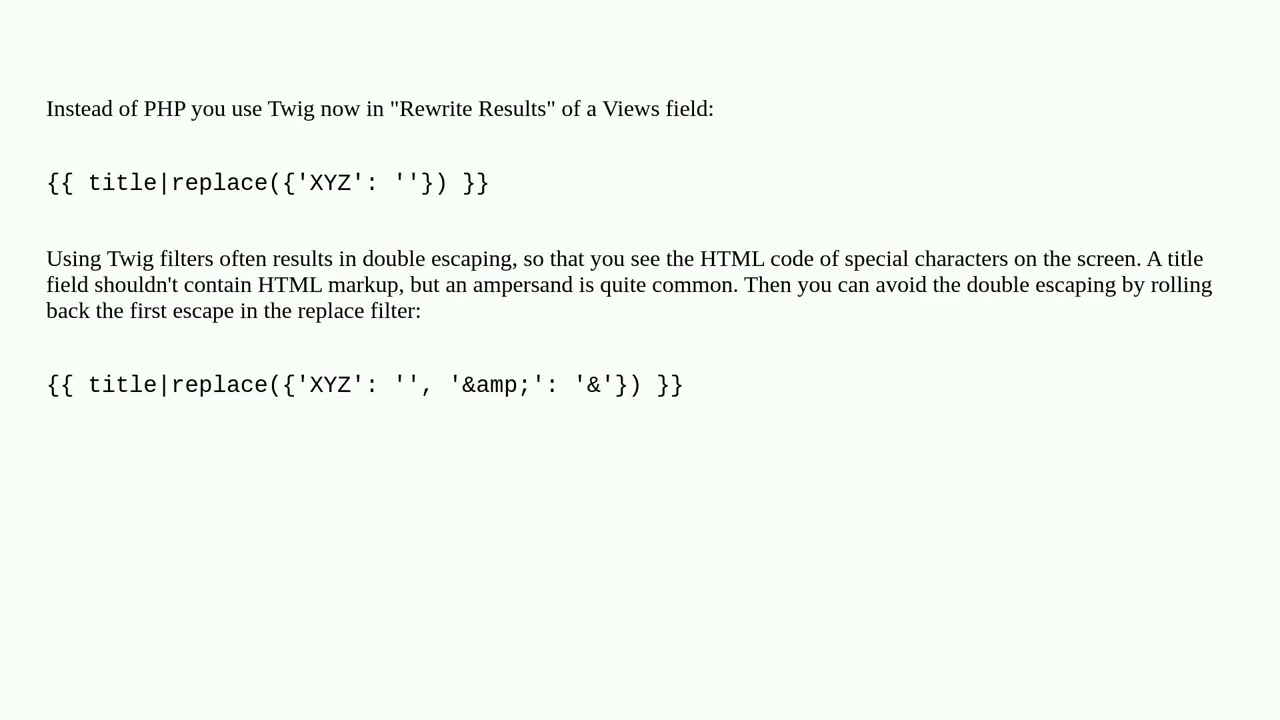 Instead of PHP you use Twig now in "Rewrite Results" of a Views field:
{{ title|replace({'XYZ': ''}) }}
Using Twig filters often results in double escaping, so that you see the HTML code of special characters on the screen. A title
field shouldn't contain HTML markup, but an ampersand is quite common. Then you can avoid the double escaping by rolling
back the first escape in the replace filter:
{{ title|replace({'XYZ': '', '&amp;': '&'}) }}